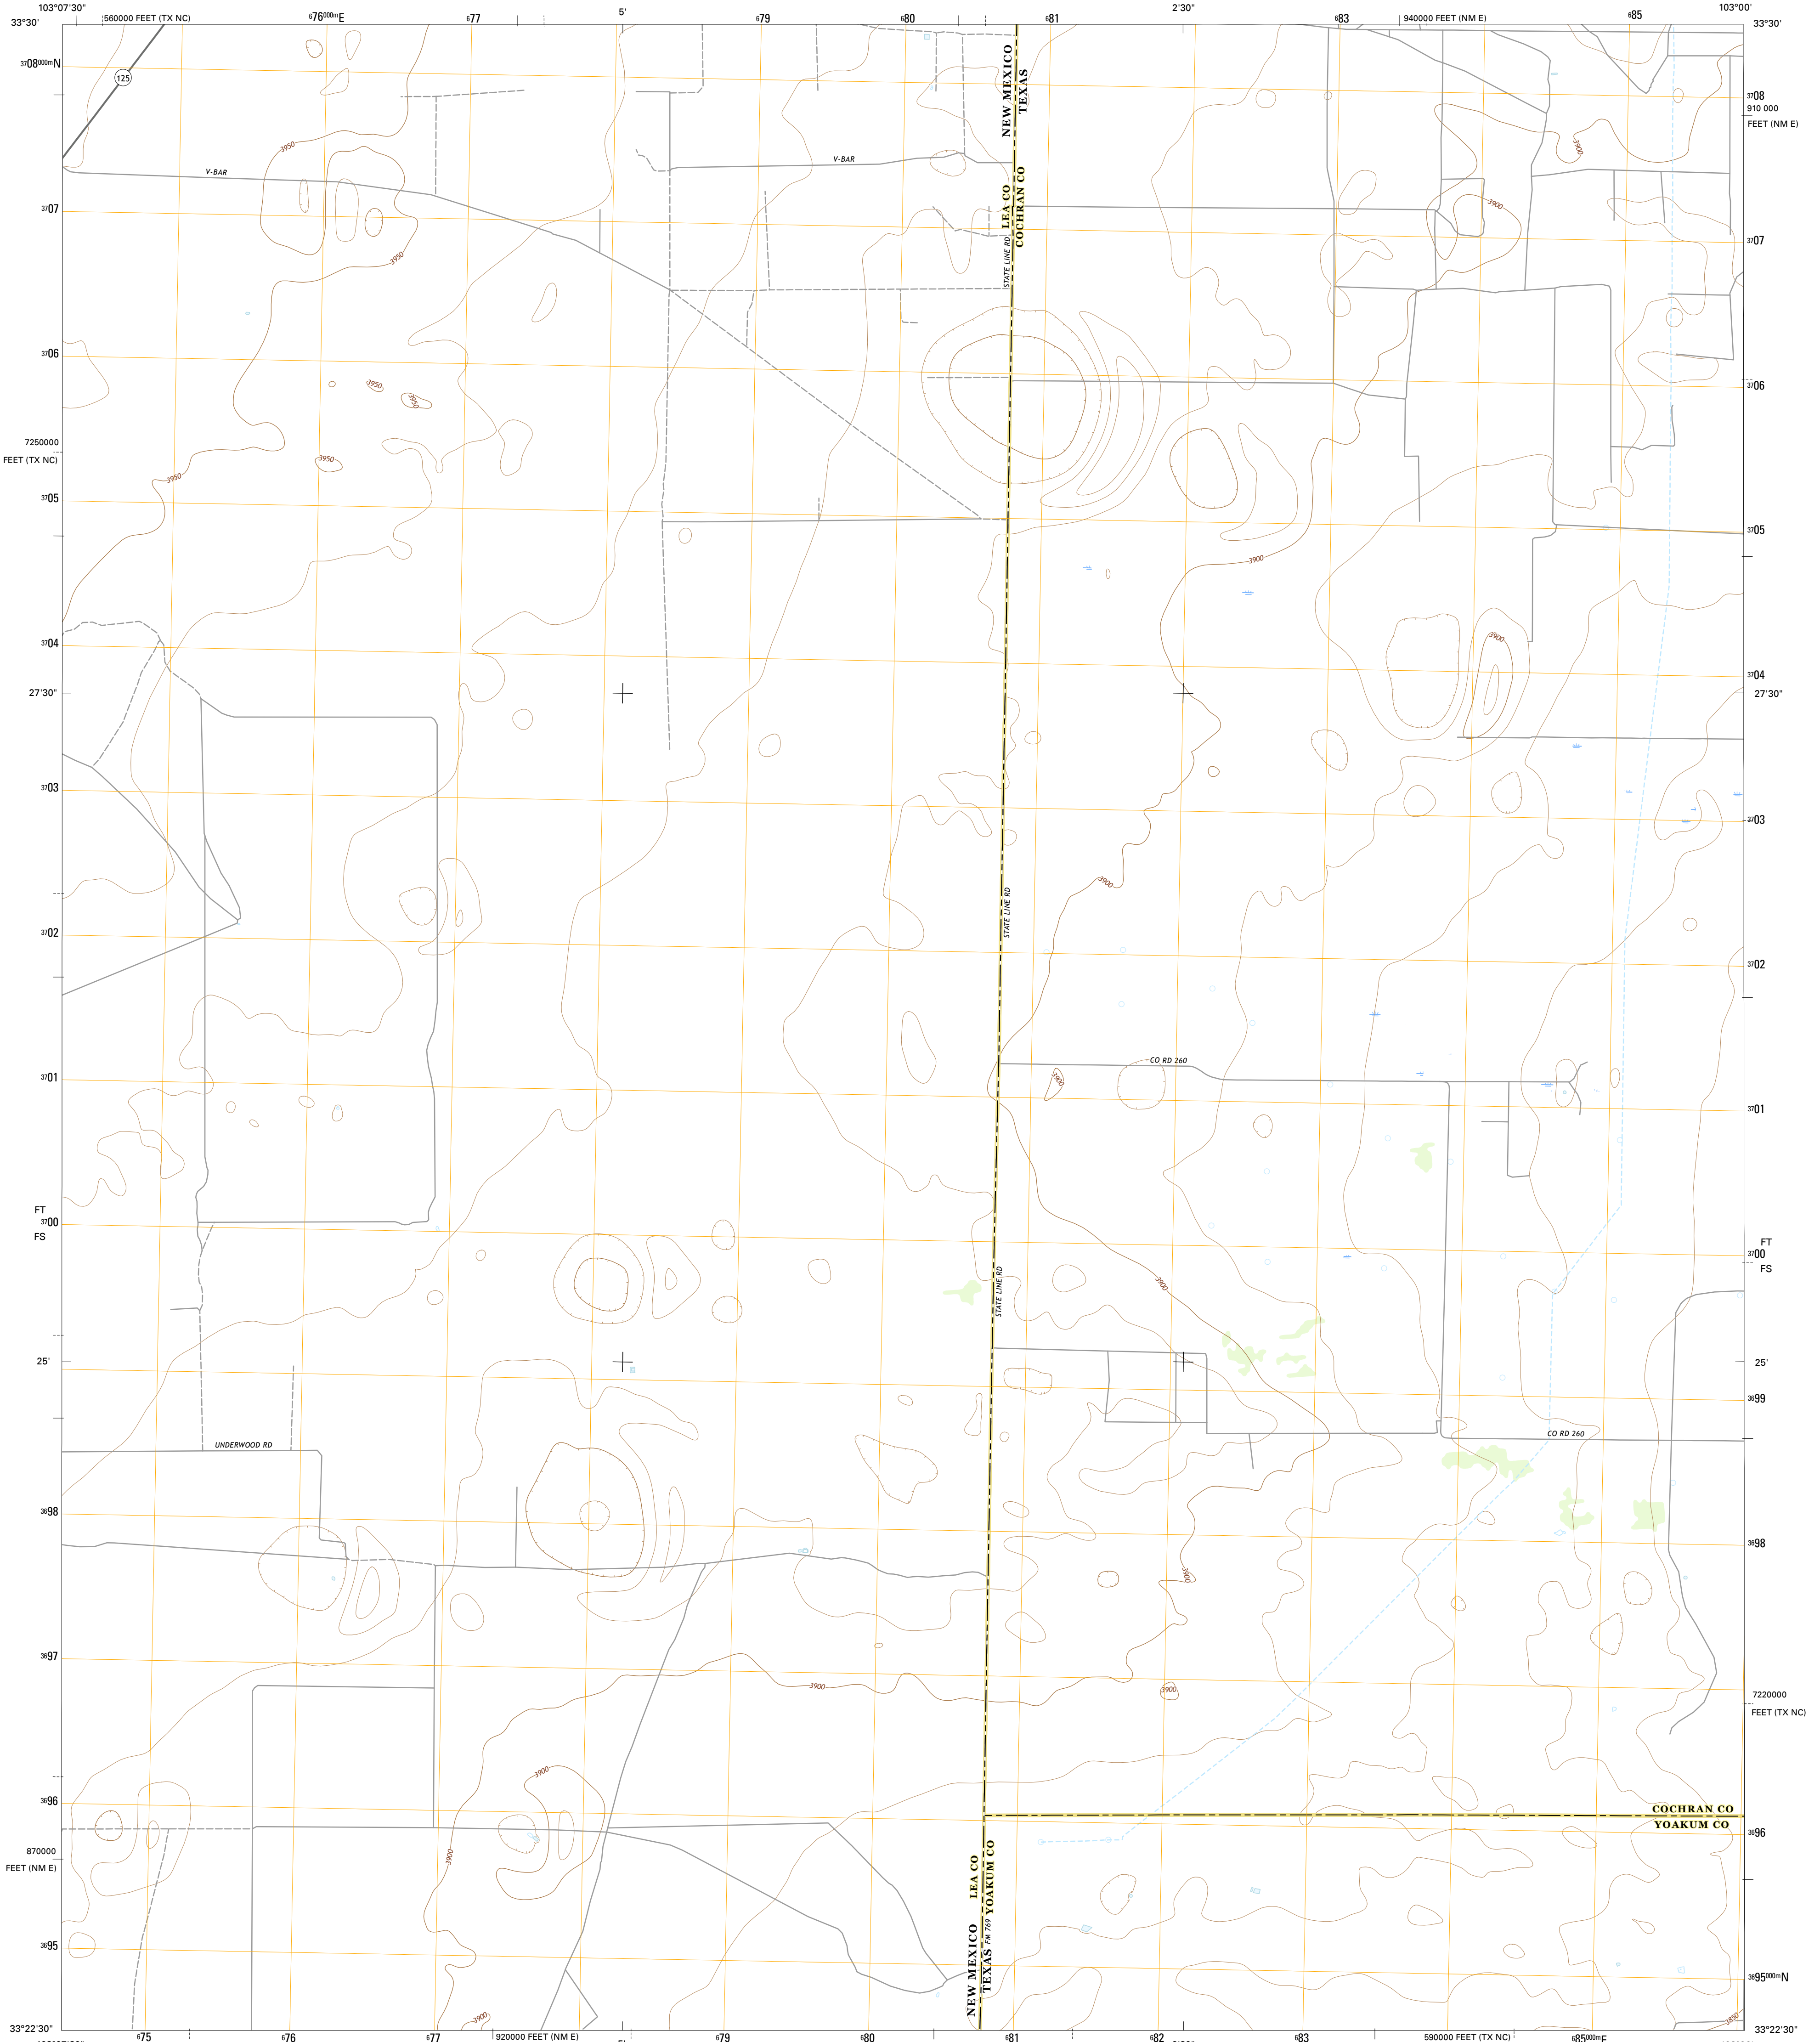 103°07'30" 560000 FEET (TX NC) 676000mE 677 5' 679 680 681 2'30" 683 940000 FEET (NM E) 685 103°00'
33°30' 33°30'
3708000mN
125
NEW MEXICO
TEXAS
3708
910 000
FEET (NM E)
3950
3900
V-BAR
V-BAR
LEA CO
COCHRAN CO
3900
3707
3707
STATE LINE RD
3950
3706
3950
3950
3706
7250000
FEET (TX NC)
3950
3950
3705
3705
3900
3704
3900
3704
27'30"
27'30"
3703
3703
3900
STATE LINE RD
3702
3702
CO RD 260
3701
3900
3701
FT
3700
FS
FT
3700
FS
STATE LINE RD
3900
25'
25'
3699
UNDERWOOD RD
CO RD 260
3698
3698
3900
3697
3900
3900
7220000
FEET (TX NC)
3900
3696
COCHRAN CO
YOAKUM CO
3696
870000
FEET (NM E)
3900
LEA CO
YOAKUM CO
FM 769
NEW MEXICO
TEXAS
3695
3695000mN
3900
3850
33°22'30" 33°22'30"
675 676 677 920000 FEET (NM E) 679 680 681 682 683 590000 FEET (TX NC) 685000mE